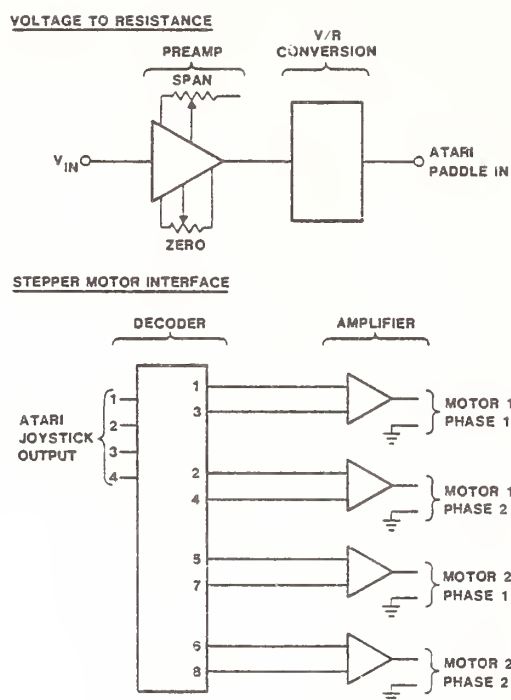 VOLTAGE TO RESISTANCE
PREAMP
V/R
CONVERSION
SPAN
VIN
ATARI
PADDLE IN
ZERO
STEPPER MOTOR INTERFACE
DECODER
AMPLIFIER
ATARI
JOYSTICK
OUTPUT
1
2
3
4
1
3
2
4
5
7
6
8
MOTOR 1
PHASE 1
MOTOR 1
PHASE 2
MOTOR 2
PHASE 1
MOTOR 2
PHASE 2